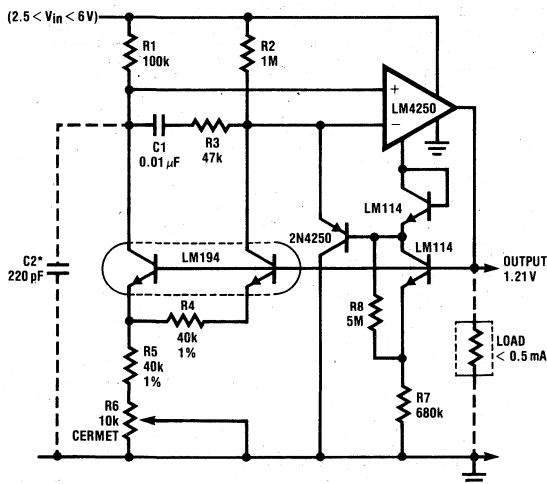 (2.5 < Vin < 6V)
R1
100k
R2
1M
+
LM4250
−
C1
0.01 μF
R3
47k
LM114
2N4250
LM114
LM194
C2*
220 pF
OUTPUT
1.21V
R4
40k
1%
R8
5M
LOAD
< 0.5 mA
R5
40k
1%
R6
10k
CERMET
R7
680k